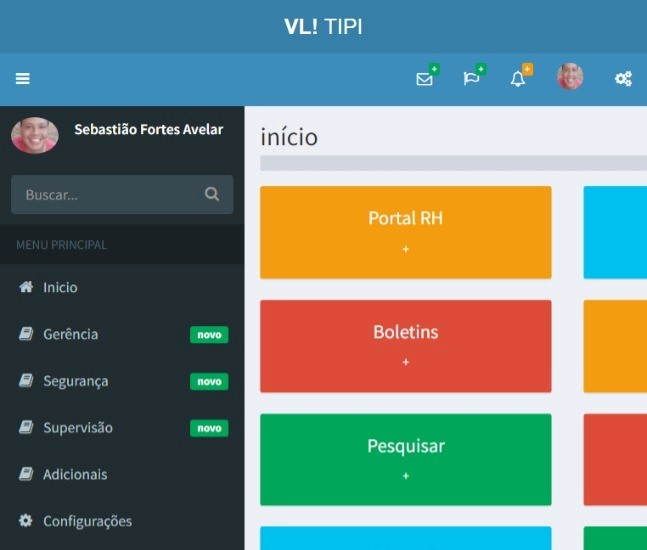 VL! TIPI
Sebastião Fortes Avelar
Buscar...
MENU PRINCIPAL
Inicio
Gerência novo
Segurança novo
Supervisão novo
Adicionais
Configurações
início
Portal RH
+
Boletins
+
Pesquisar
+